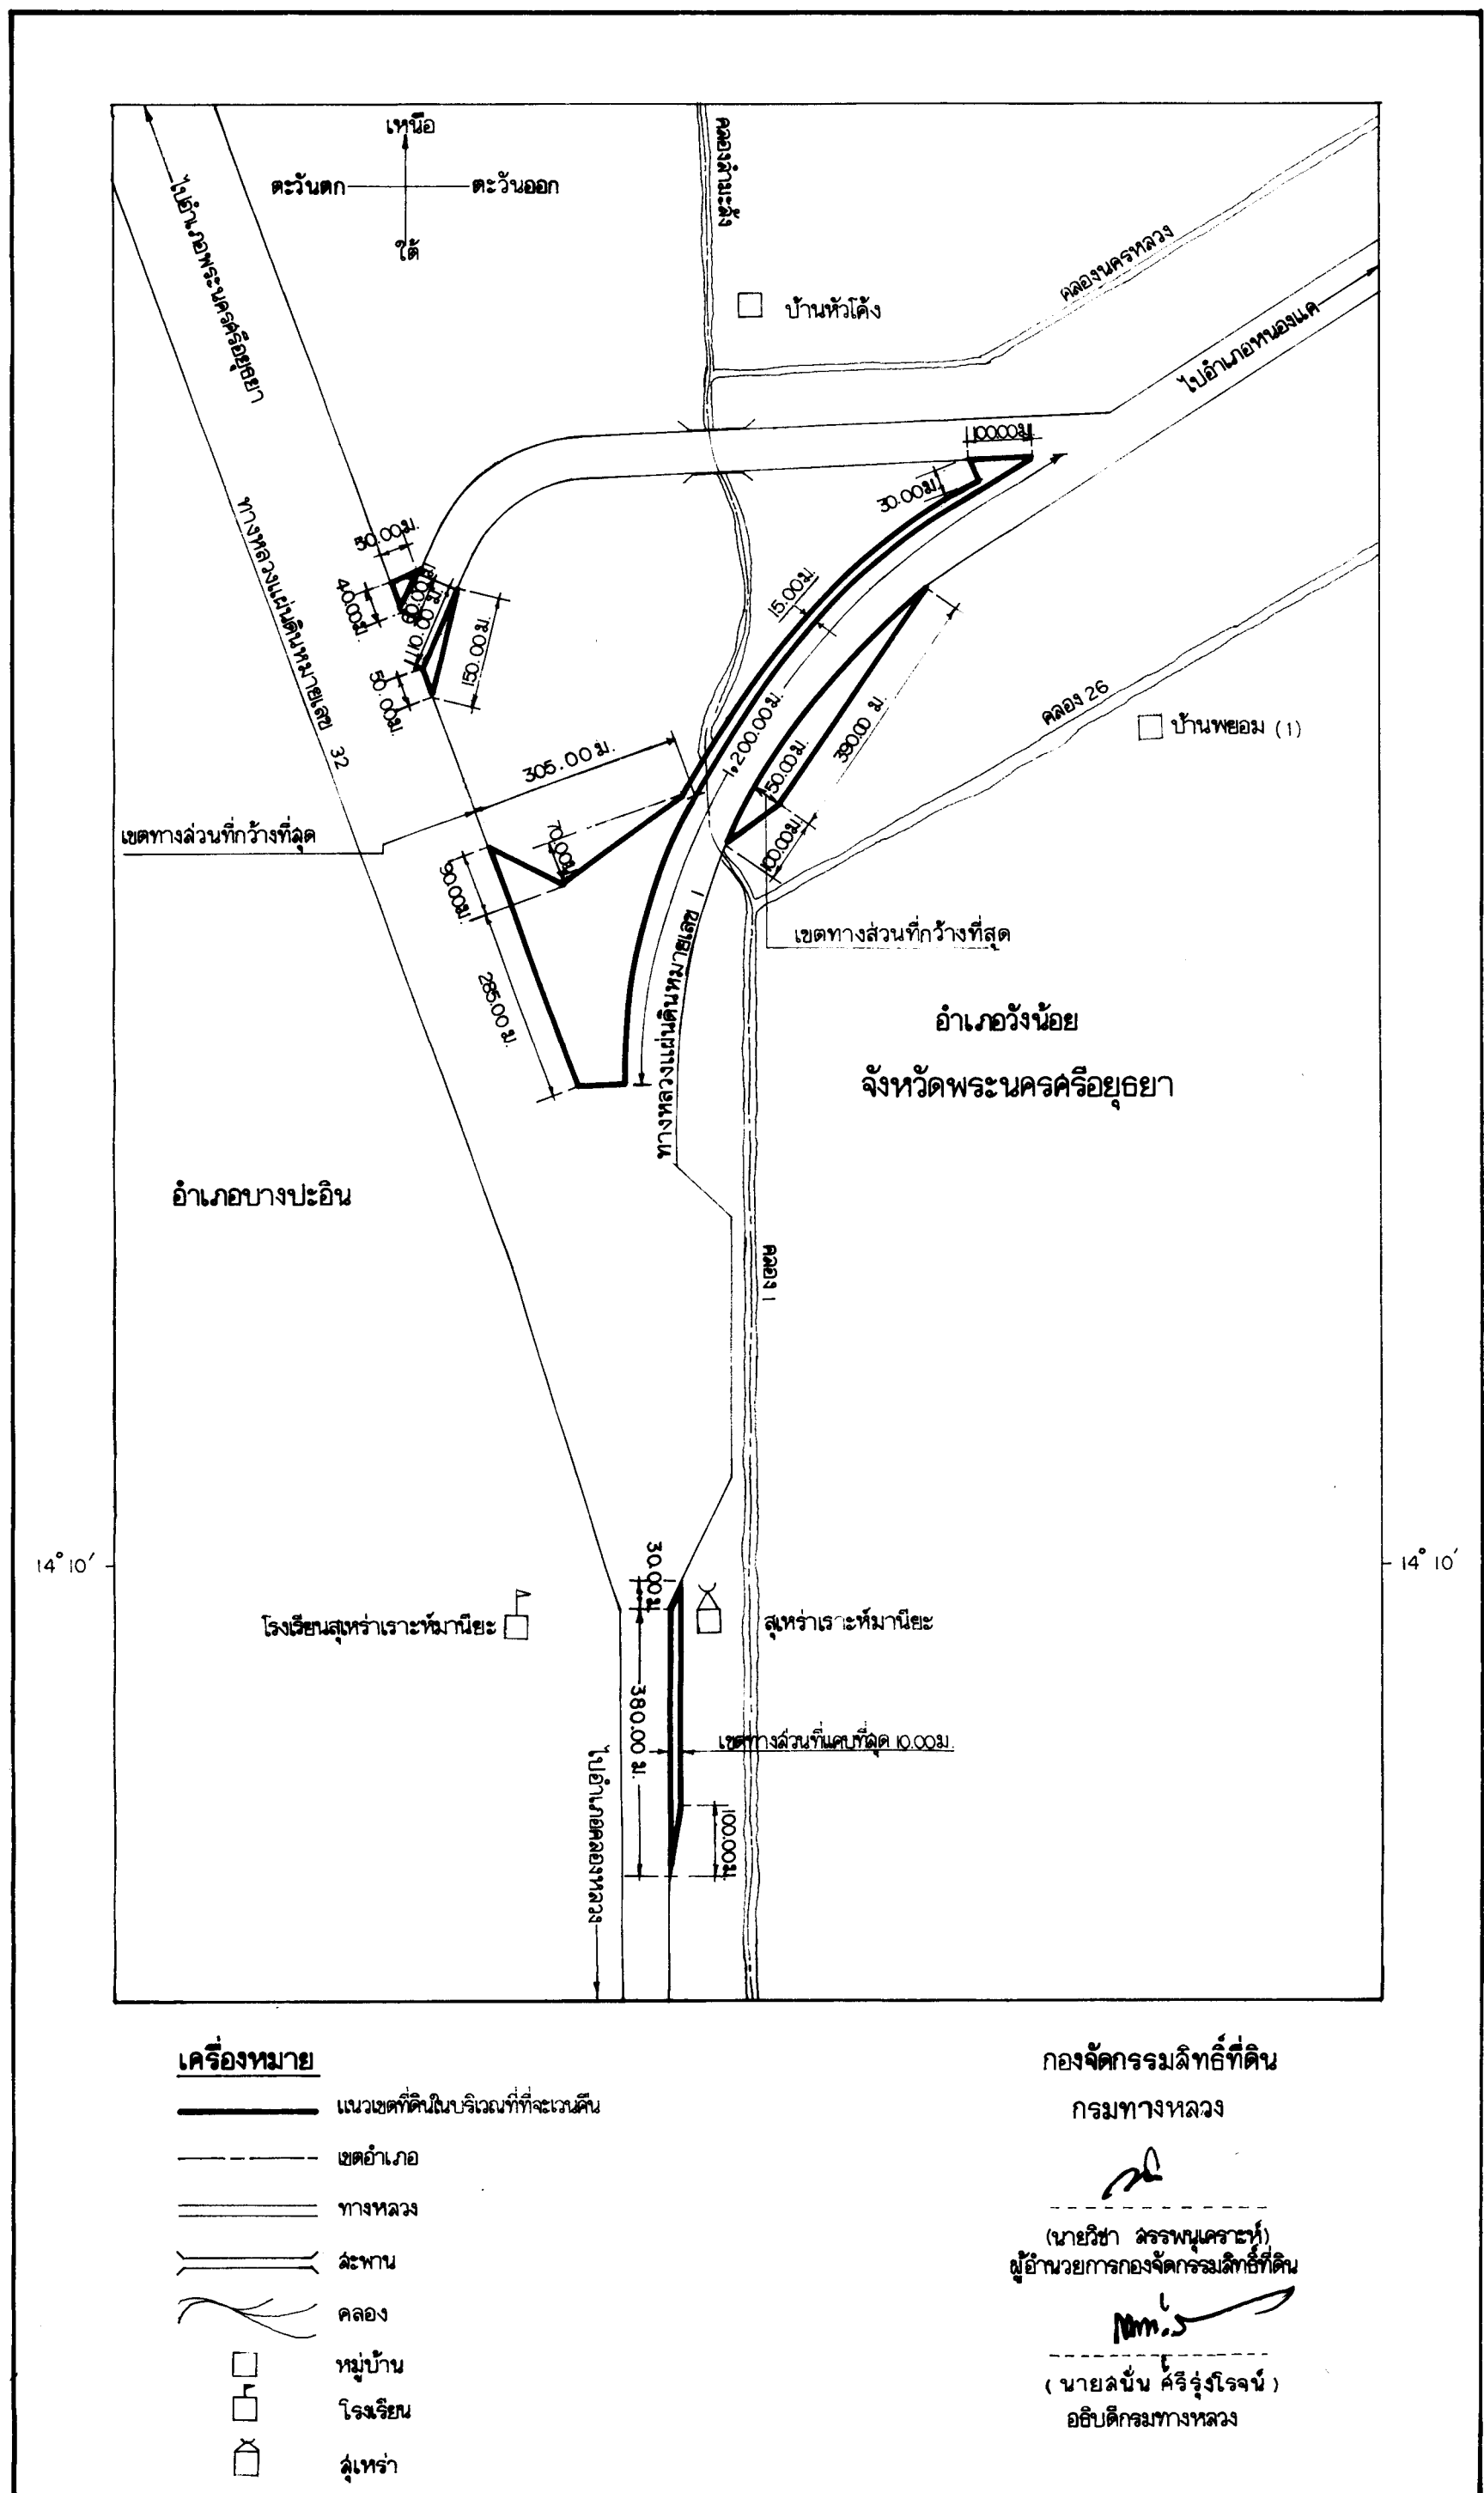 เหนือ
ตะวันตก
ตะวันออก
ใต้
ไปอำเภอพระนครศรีอยุธยา
คลองลำมะสัง
บ้านหัวโค้ง
คลองนครหลวง
ไปอำเภอหนองแค
ทางหลวงแผ่นดินหมายเลข 32
50.00ม.
40.00ม.
60.00ม.
110.00 ม.
150.00ม.
50.00ม.
100.00ม.
30.00ม.
15.00ม.
1,200.00ม.
390.00 ม.
50.00ม.
100.00ม.
คลอง 26
บ้านพยอม (1)
305.00ม.
เขตทางส่วนที่กว้างที่สุด
70.00ม.
90.00ม.
285.00ม.
ทางหลวงแผ่นดินหมายเลข 1
เขตทางส่วนที่กว้างที่สุด
อำเภอวังน้อย
จังหวัดพระนครศรีอยุธยา
อำเภอบางปะอิน
คลอง 1
14° 10′
14° 10′
30.00ม.
โรงเรียนสุเหร่าเราะห์มานียะ
สุเหร่าเราะห์มานียะ
380.00 ม.
เขตทางส่วนที่แคบที่สุด 10.00ม.
100.00ม.
ไปอำเภอคลองหลวง
เครื่องหมาย
แนวเขตที่ดินในบริเวณที่ที่จะเวนคืน
เขตอำเภอ
ทางหลวง
สะพาน
คลอง
หมู่บ้าน
โรงเรียน
สุเหร่า
กองจัดกรรมสิทธิ์ที่ดิน
กรมทางหลวง
(นายวิชา สรรพนุเคราะห์)
ผู้อำนวยการกองจัดกรรมสิทธิ์ที่ดิน
( นายสนั่น ศรีรุ่งโรจน์ )
อธิบดีกรมทางหลวง